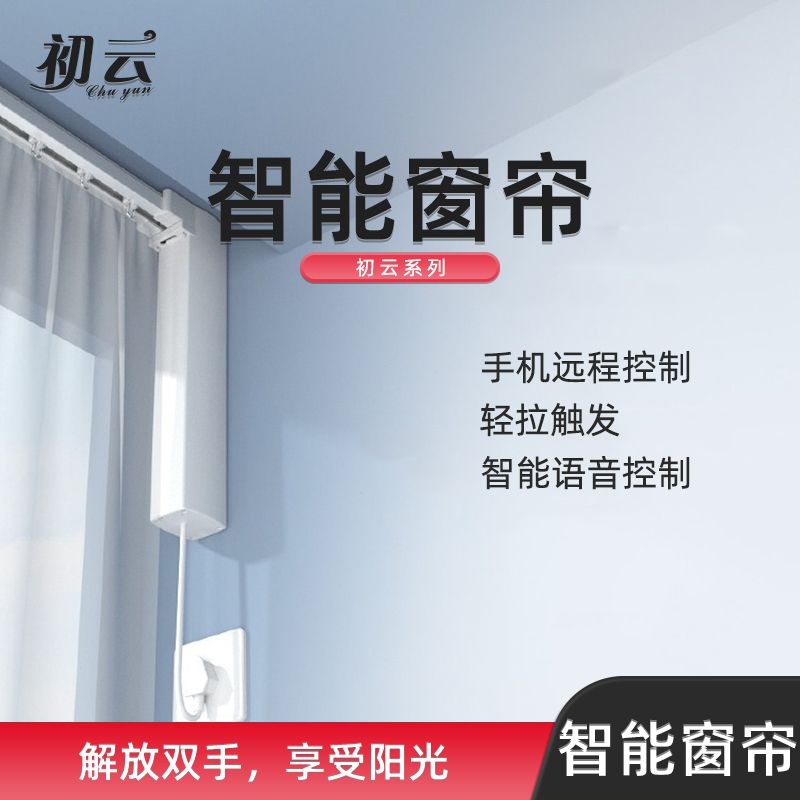 初云
Chu yun
智能窗帘
初云系列
手机远程控制
轻拉触发
智能语音控制
解放双手，享受阳光
智能窗帘